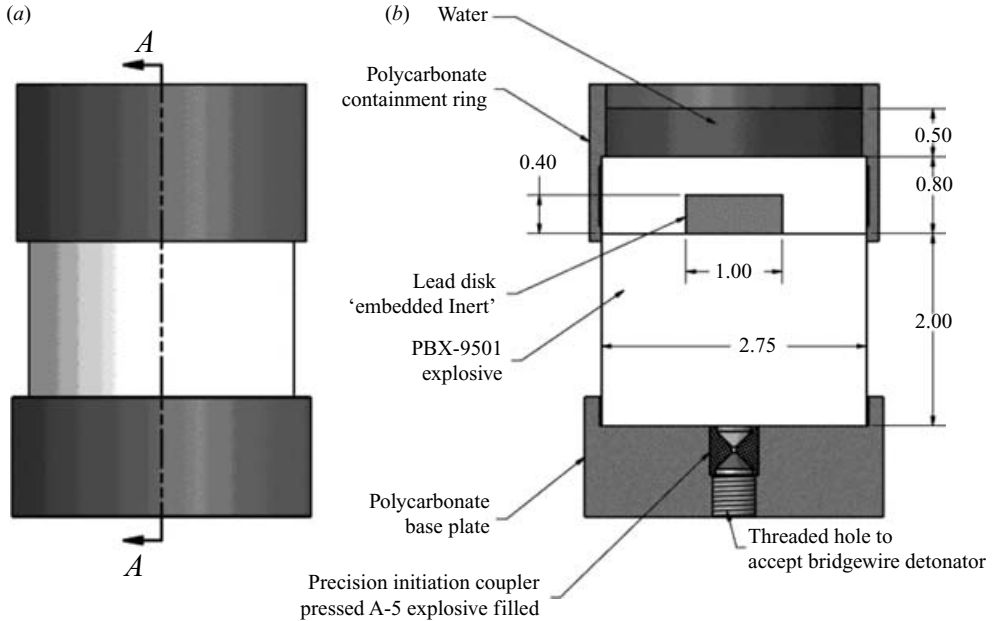 (a)
(b)
A
A
Water
Polycarbonate
containment ring
0.40
0.50
0.80
Lead disk
‘embedded Inert’
1.00
2.00
PBX-9501
explosive
2.75
Polycarbonate
base plate
Threaded hole to
accept bridgewire detonator
Precision initiation coupler
pressed A-5 explosive filled